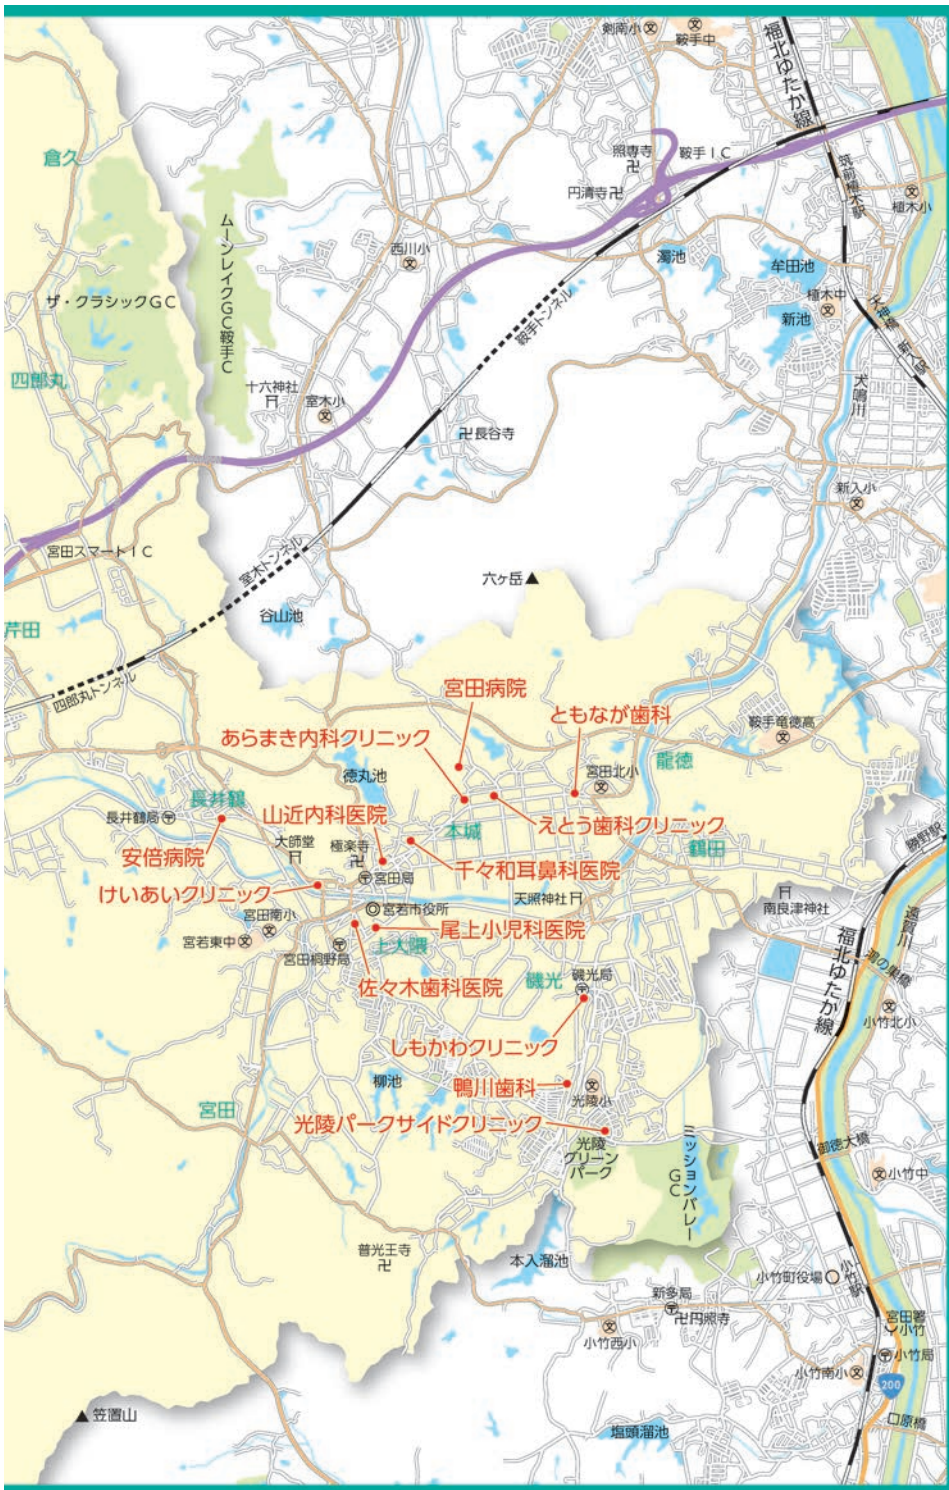 剣南小
鞍手中
福北ゆたか線
倉久
照専寺
鞍手IC
円清寺
筑前植木駅
植木小
ムーンレイクGC鞍手C
西川小
濁池
牟田池
ザ・クラシックGC
鞍手トンネル
植木中
新池
新入駅
四郎丸
十六神社
室木小
犬鳴川
長谷寺
新入小
宮田スマートIC
室木トンネル
六ヶ岳
谷山池
芹田
四郎丸トンネル
宮田病院
ともなが歯科
鞍手竜徳高
あらまき内科クリニック
龍徳
徳丸池
宮田北小
長井鶴
長井鶴局
山近内科医院
本城
えとう歯科クリニック
安倍病院
大師堂
極楽寺
鶴田
勝野駅
千々和耳鼻科医院
宮田局
けいあいクリニック
天照神社
南良津神社
宮田南小
宮若市役所
遠賀川
宮若東中
尾上小児科医院
宮田桐野局
上大隈
福北ゆたか線
鴻の巣橋
佐々木歯科医院
磯光
磯光局
小竹北小
しもかわクリニック
柳池
鴨川歯科
光陵小
宮田
光陵パークサイドクリニック
光陵
グリーン
パーク
ミッションバレー
GC
御徳大橋
小竹中
普光王寺
本入溜池
小竹町役場
小竹駅
新多局
円照寺
宮田署
小竹
小竹西小
小竹局
小竹南小
200
笠置山
塩頭溜池
原橋